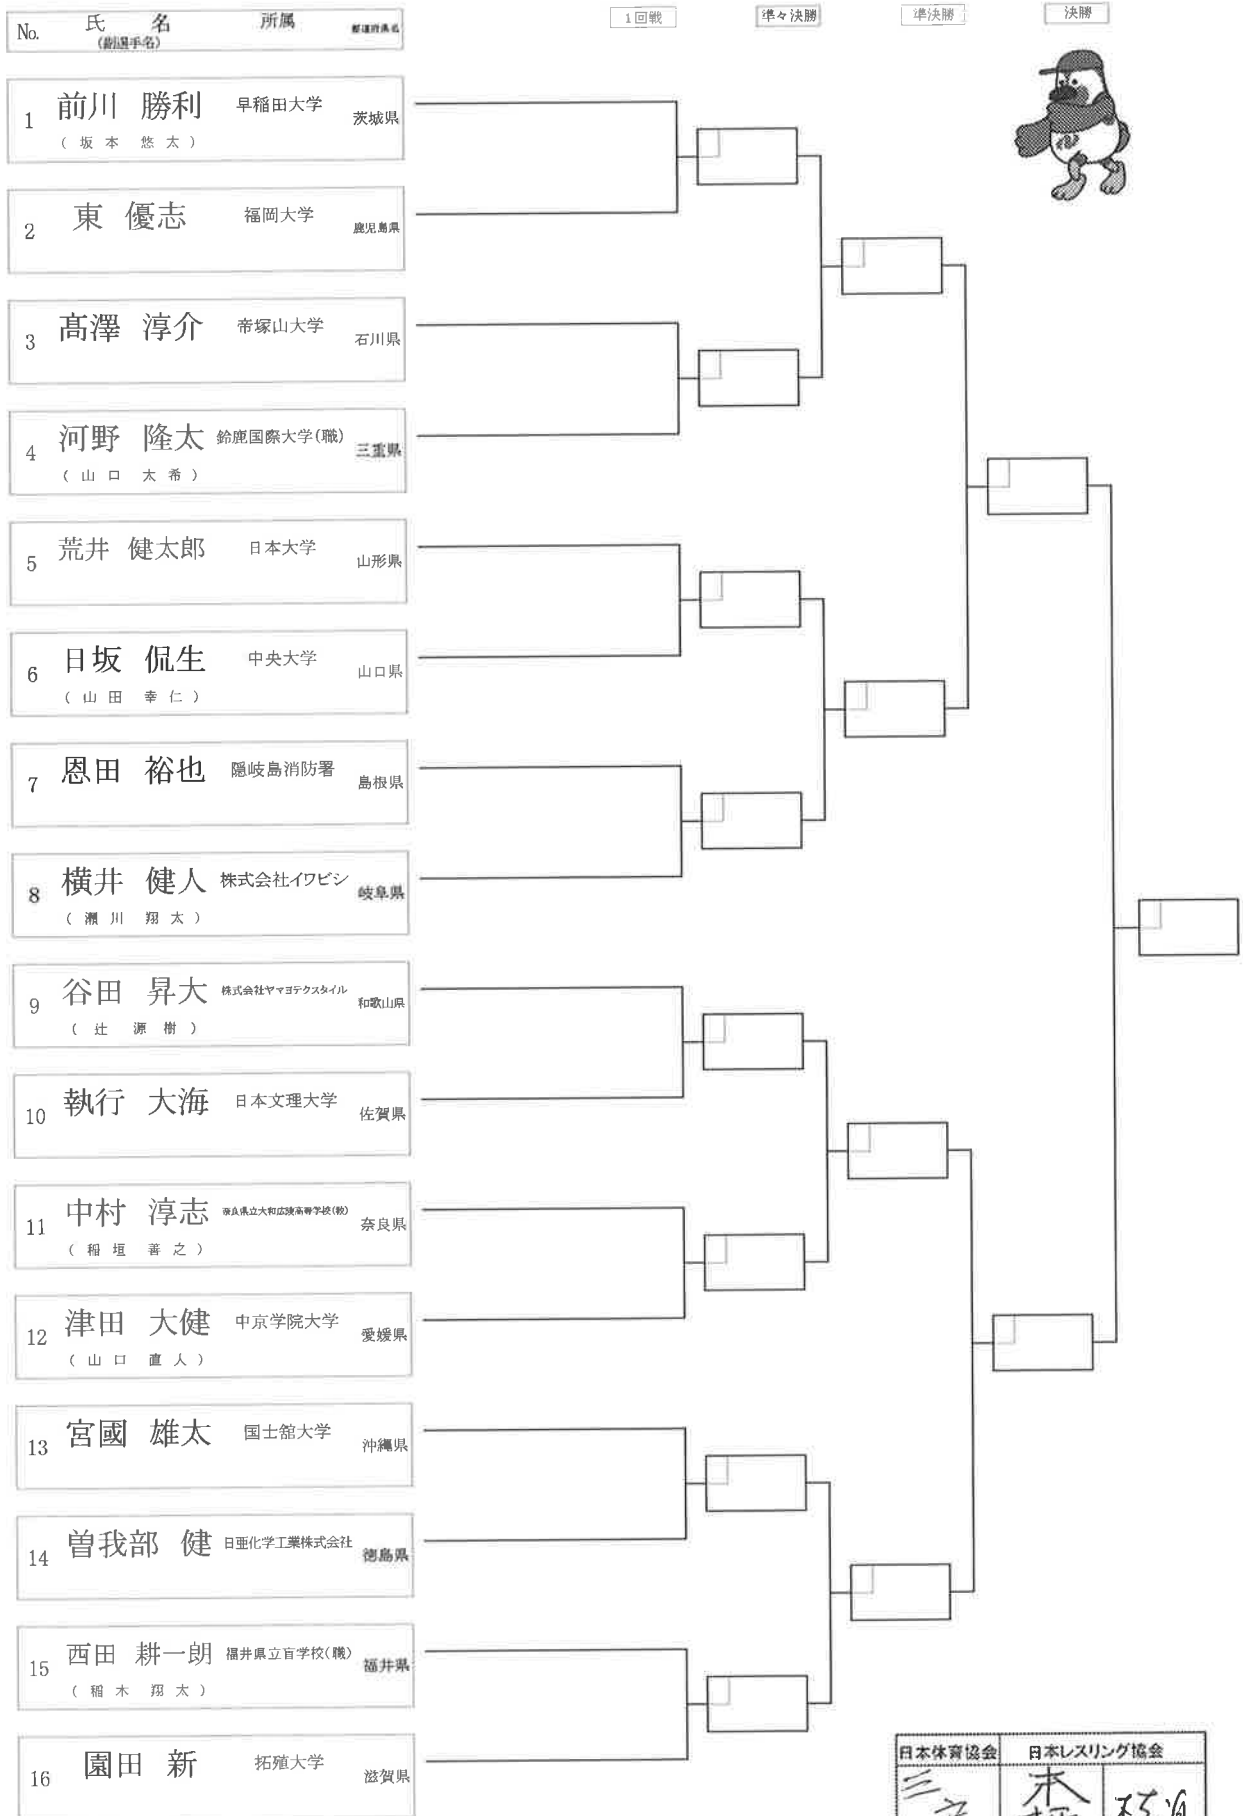 No. 氏 名 所属 都道府県名 1回戦 準々決勝 準決勝 決勝
(副選手名)
1 前川 勝利 早稲田大学 茨城県
( 坂本 悠太 )
2 東 優志 福岡大学 鹿児島県
3 髙澤 淳介 帝塚山大学 石川県
4 河野 隆太 鈴鹿国際大学(職) 三重県
( 山口 太希 )
5 荒井 健太郎 日本大学 山形県
6 日坂 侃生 中央大学 山口県
( 山田 幸仁 )
7 恩田 裕也 隠岐島消防署 島根県
8 横井 健人 株式会社イワビシ 岐阜県
( 瀬川 翔太 )
9 谷田 昇大 株式会社ヤマヨテクスタイル 和歌山県
( 辻 源樹 )
10 執行 大海 日本文理大学 佐賀県
11 中村 淳志 奈良県立大和広陵高等学校(教) 奈良県
( 稲垣 善之 )
12 津田 大健 中京学院大学 愛媛県
( 山口 直人 )
13 宮國 雄太 国士舘大学 沖縄県
14 曽我部 健 日亜化学工業株式会社 徳島県
15 西田 耕一朗 福井県立盲学校(職) 福井県
( 稲木 翔太 )
16 園田 新 拓殖大学 滋賀県
日本体育協会 日本レスリング協会